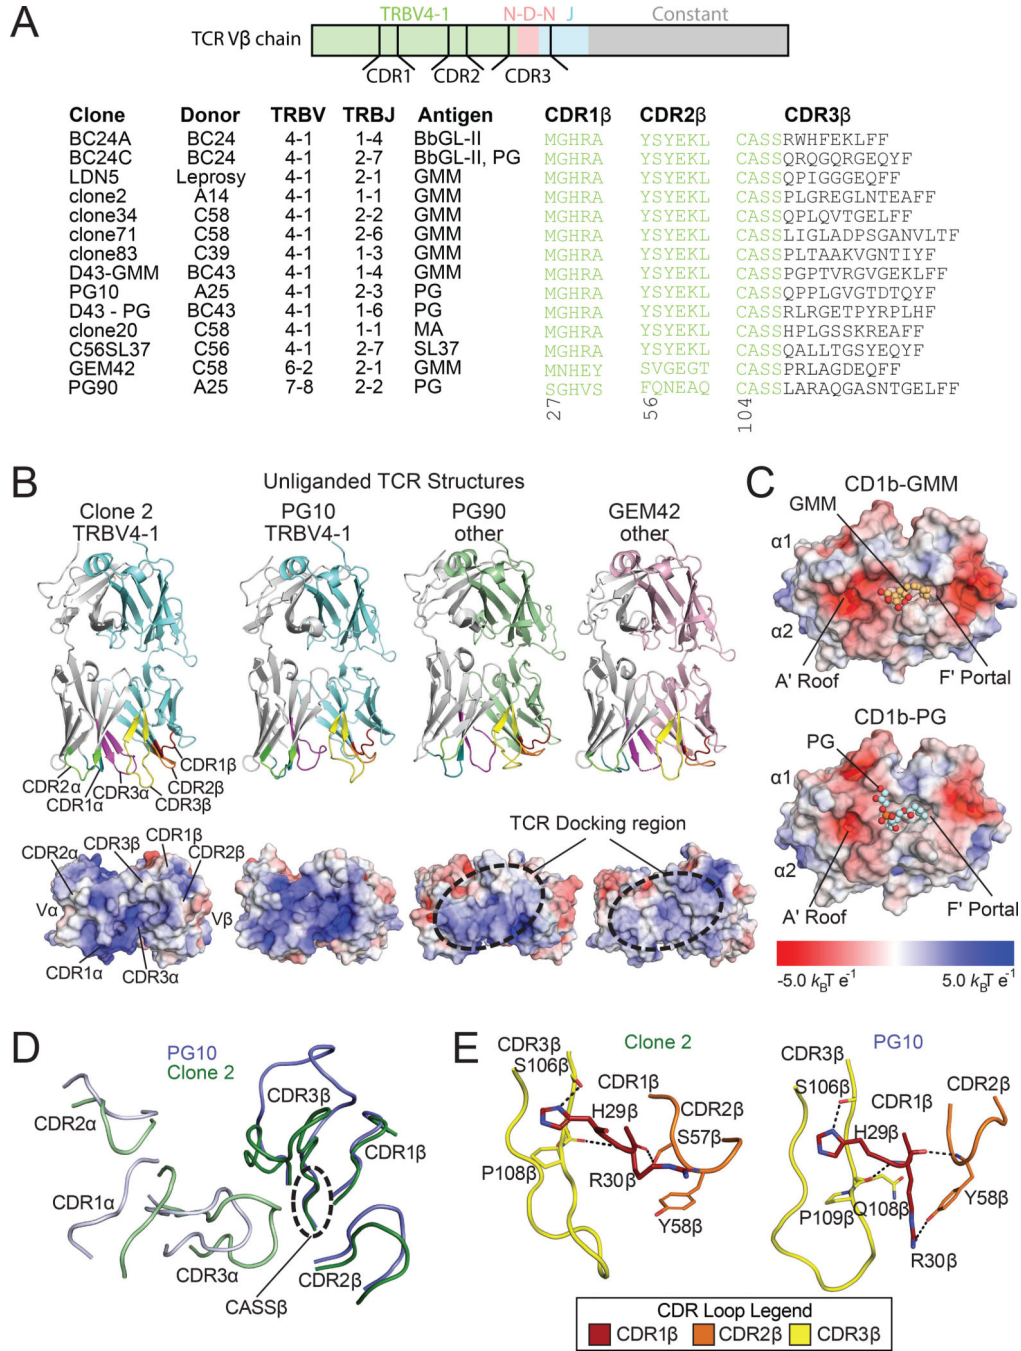 A
TRBV4-1 N-D-N J Constant
TCR Vβ chain
CDR1 CDR2 CDR3
Clone Donor TRBV TRBJ Antigen CDR1β CDR2β CDR3β
BC24A BC24 4-1 1-4 BbGL-II MGHRA YSYEKL CASSRWHFEKLFF
BC24C BC24 4-1 2-7 BbGL-II, PG MGHRA YSYEKL CASSQRQGQRGEQYF
LDN5 Leprosy 4-1 2-1 GMM MGHRA YSYEKL CASSQPIGGGEQFF
clone2 A14 4-1 1-1 GMM MGHRA YSYEKL CASSPLGREGLNTEAFF
clone34 C58 4-1 2-2 GMM MGHRA YSYEKL CASSQPLQVTGELFF
clone71 C58 4-1 2-6 GMM MGHRA YSYEKL CASSLIGLADPSGANVLTF
clone83 C39 4-1 1-3 GMM MGHRA YSYEKL CASSPLTAAKVGNTIYF
D43-GMM BC43 4-1 1-4 GMM MGHRA YSYEKL CASSPGPTVRGVGEKLFF
PG10 A25 4-1 2-3 PG MGHRA YSYEKL CASSQPPLGVGTDTQYF
D43 - PG BC43 4-1 1-6 PG MGHRA YSYEKL CASSRLRGETPYRPLHF
clone20 C58 4-1 1-1 MA MGHRA YSYEKL CASSHPLGSSKREAFF
C56SL37 C56 4-1 2-7 SL37 MGHRA YSYEKL CASSQALLTGSYEQYF
GEM42 C58 6-2 2-1 GMM MNHEY SVGEGT CASSPRLAGDEQFF
PG90 A25 7-8 2-2 PG SGHVS FQNEAQ CASSLARAQGASNTGELFF
27 56 104
B
Unliganded TCR Structures
Clone 2 PG10 PG90 GEM42
TRBV4-1 TRBV4-1 other other
CDR1β
CDR2α CDR2β
CDR1α CDR3α CDR3β
TCR Docking region
CDR2α CDR3β CDR1β CDR2β
Vα Vβ
CDR1α CDR3α
C
CD1b-GMM
GMM
α1
α2
A' Roof F' Portal
CD1b-PG
PG
α1
α2
A' Roof F' Portal
-5.0 kBT e-1 5.0 kBT e-1
D
PG10
Clone 2
CDR2α CDR3β CDR1β
CDR1α
CDR3α CDR2β
CASSβ
E
Clone 2 PG10
CDR3β
S106β
CDR1β
H29β
CDR2β
S57β
P108β
R30β
Y58β
CDR3β
S106β
CDR1β CDR2β
H29β
P109β Q108β Y58β
R30β
CDR Loop Legend
CDR1β CDR2β CDR3β